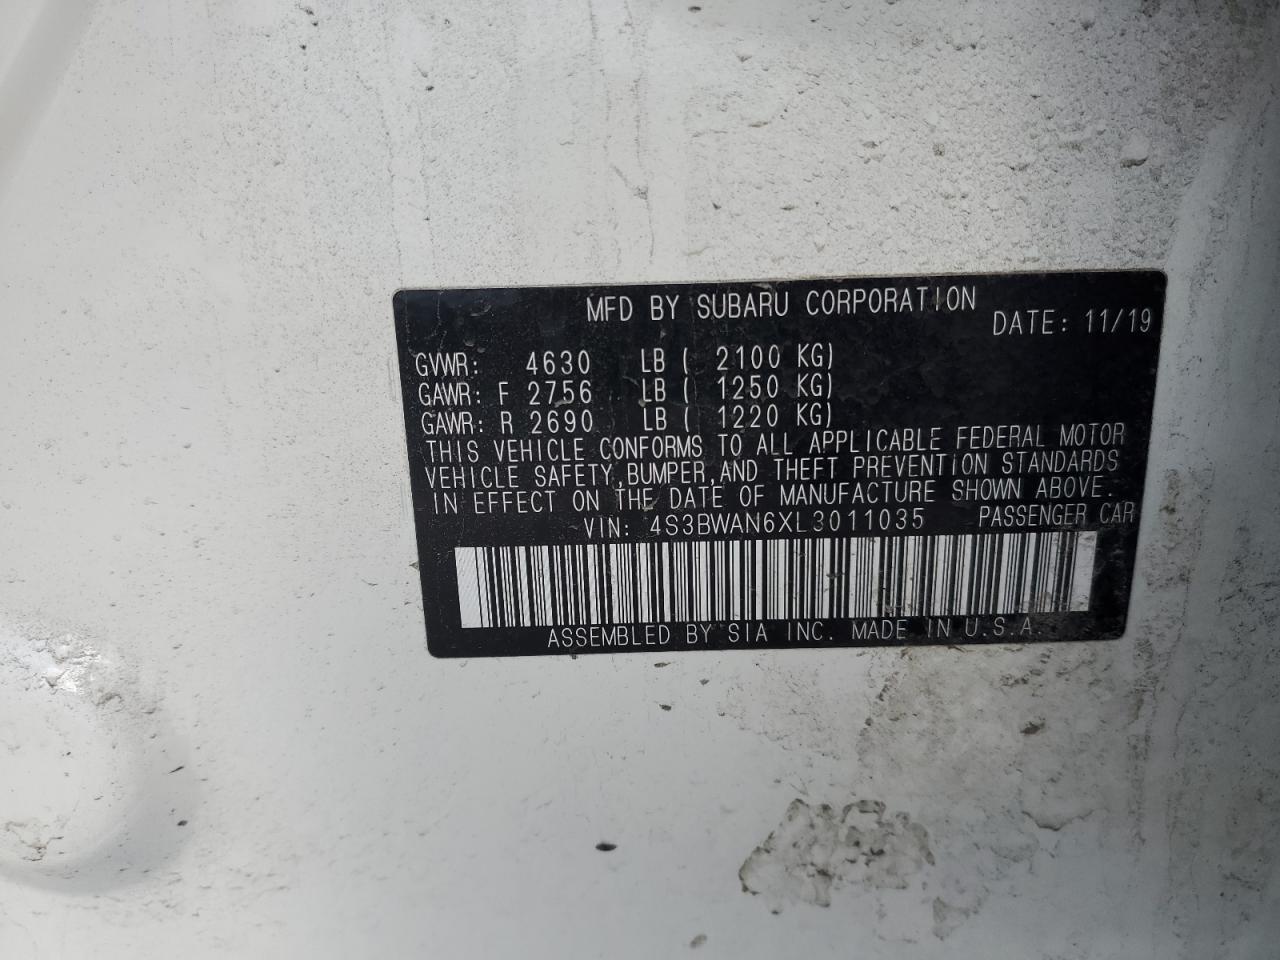 MFD BY SUBARU CORPORATION
DATE: 11/19
GVWR: 4630 LB ( 2100 KG)
GAWR: F 2756 LB ( 1250 KG)
GAWR: R 2690 LB ( 1220 KG)
THIS VEHICLE CONFORMS TO ALL APPLICABLE FEDERAL MOTOR
VEHICLE SAFETY,BUMPER,AND THEFT PREVENTION STANDARDS
IN EFFECT ON THE DATE OF MANUFACTURE SHOWN ABOVE.
VIN: 4S3BWAN6XL3011035 PASSENGER CAR
ASSEMBLED BY SIA INC. MADE IN U.S.A.